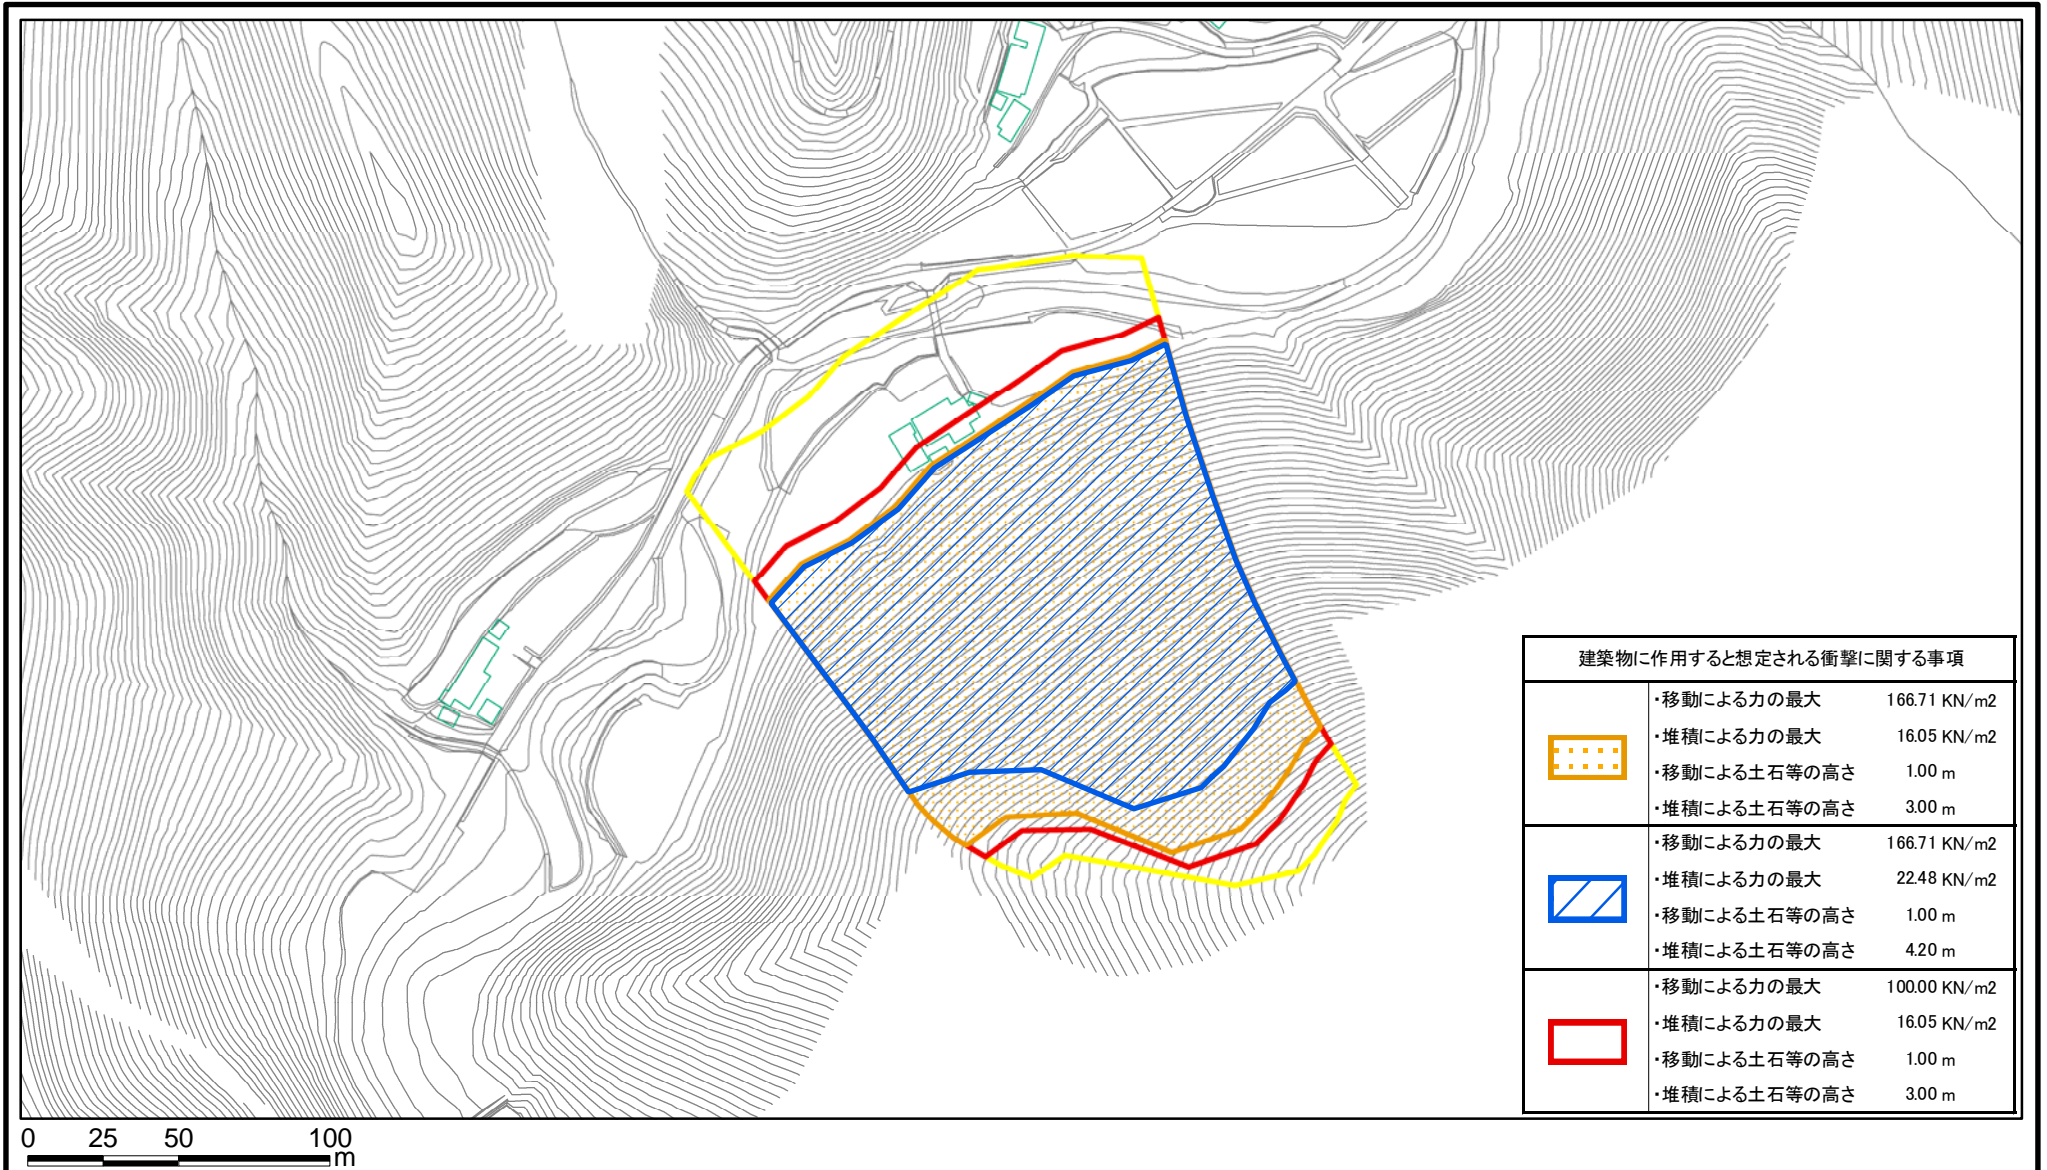 建築物に作用すると想定される衝撃に関する事項
・移動による力の最大 166.71 KN/m2
・堆積による力の最大 16.05 KN/m2
・移動による土石等の高さ 1.00 m
・堆積による土石等の高さ 3.00 m
・移動による力の最大 166.71 KN/m2
・堆積による力の最大 22.48 KN/m2
・移動による土石等の高さ 1.00 m
・堆積による土石等の高さ 4.20 m
・移動による力の最大 100.00 KN/m2
・堆積による力の最大 16.05 KN/m2
・移動による土石等の高さ 1.00 m
・堆積による土石等の高さ 3.00 m
0 25 50 100
m